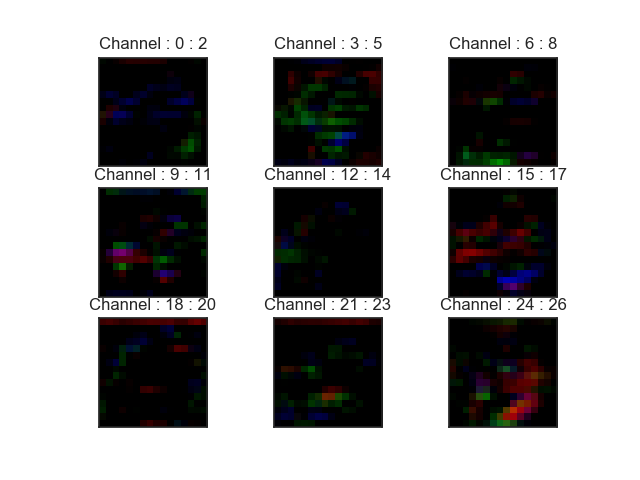 Channel : 0 : 2
Channel : 3 : 5
Channel : 6 : 8
Channel : 9 : 11
Channel : 12 : 14
Channel : 15 : 17
Channel : 18 : 20
Channel : 21 : 23
Channel : 24 : 26